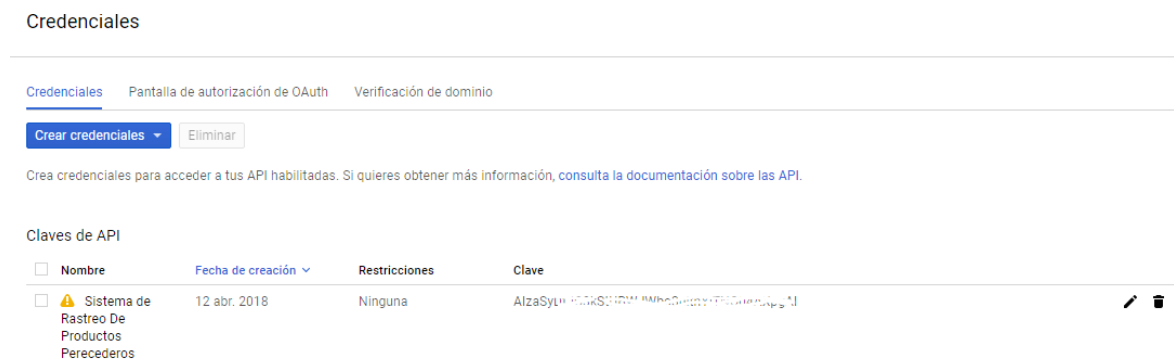 Credenciales
Credenciales Pantalla de autorización de OAuth Verificación de dominio
Crear credenciales Eliminar
Crea credenciales para acceder a tus API habilitadas. Si quieres obtener más información, consulta la documentación sobre las API.
Claves de API
Nombre Fecha de creación Restricciones Clave
Sistema de 12 abr. 2018 Ninguna
Rastreo De
Productos
Perecederos